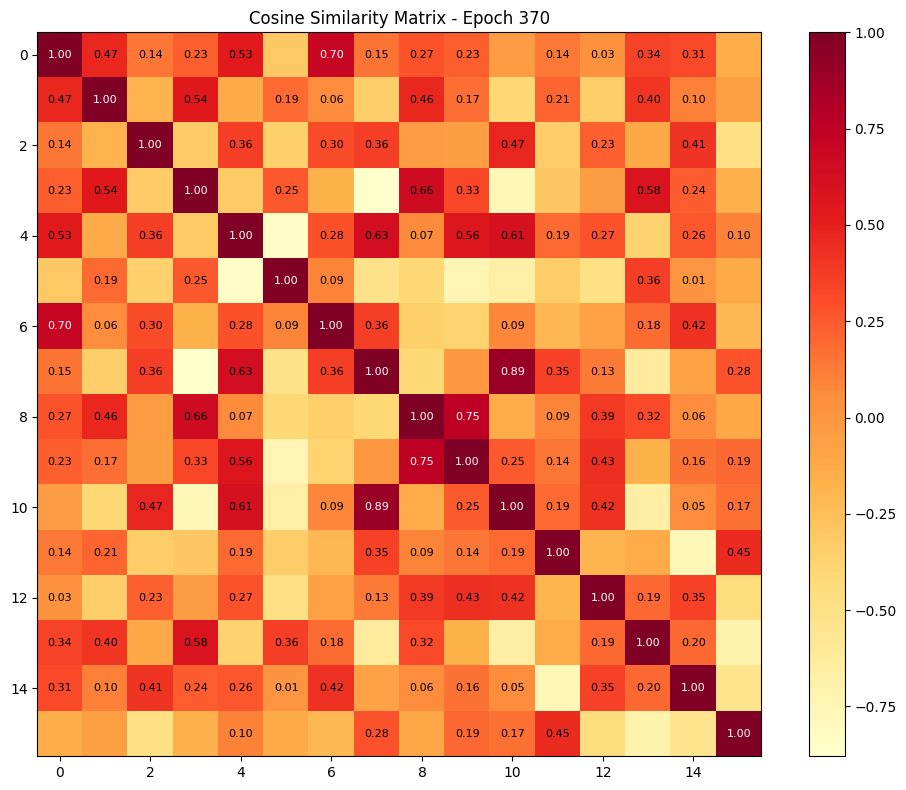 Cosine Similarity Matrix - Epoch 370
0 1.00 0.47 0.14 0.23 0.53 0.70 0.15 0.27 0.23 0.14 0.03 0.34 0.31
0.47 1.00 0.54 0.19 0.06 0.46 0.17 0.21 0.40 0.10
2 0.14 1.00 0.36 0.30 0.36 0.47 0.23 0.41
0.23 0.54 1.00 0.25 0.66 0.33 0.58 0.24
4 0.53 0.36 1.00 0.28 0.63 0.07 0.56 0.61 0.19 0.27 0.26 0.10
0.19 0.25 1.00 0.09 0.36 0.01
6 0.70 0.06 0.30 0.28 0.09 1.00 0.36 0.09 0.18 0.42
0.15 0.36 0.63 0.36 1.00 0.89 0.35 0.13 0.28
8 0.27 0.46 0.66 0.07 1.00 0.75 0.09 0.39 0.32 0.06
0.23 0.17 0.33 0.56 0.75 1.00 0.25 0.14 0.43 0.16 0.19
10 0.47 0.61 0.09 0.89 0.25 1.00 0.19 0.42 0.05 0.17
0.14 0.21 0.19 0.35 0.09 0.14 0.19 1.00 0.45
12 0.03 0.23 0.27 0.13 0.39 0.43 0.42 1.00 0.19 0.35
0.34 0.40 0.58 0.36 0.18 0.32 0.19 1.00 0.20
14 0.31 0.10 0.41 0.24 0.26 0.01 0.42 0.06 0.16 0.05 0.35 0.20 1.00
0.10 0.28 0.19 0.17 0.45 1.00
0 2 4 6 8 10 12 14
1.00
0.75
0.50
0.25
0.00
−0.25
−0.50
−0.75